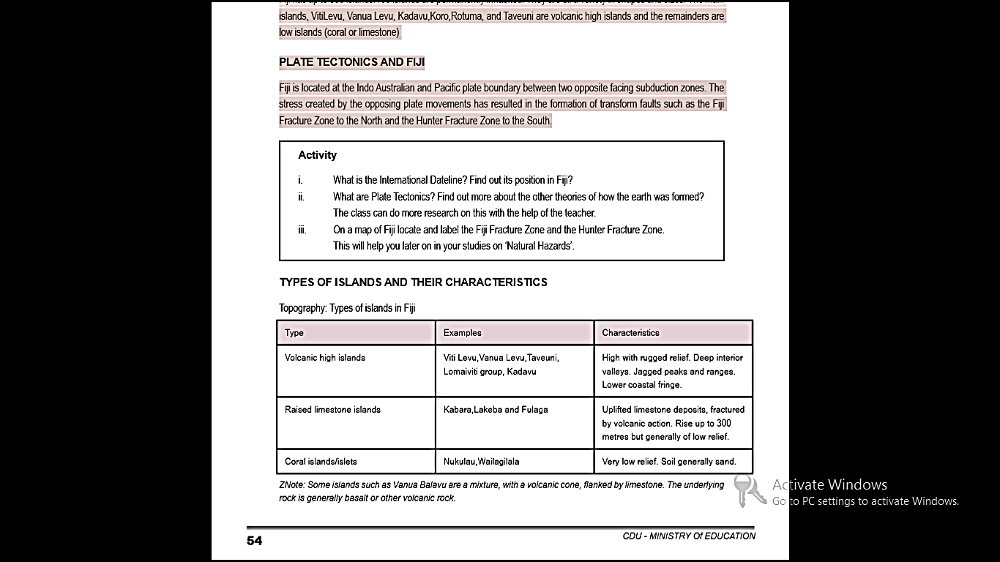 islands, VitiLevu, Vanua Levu, Kadavu,Koro,Rotuma, and Taveuni are volcanic high islands and the remainders are
low islands (coral or limestone)
PLATE TECTONICS AND FIJI
Fiji is located at the Indo Australian and Pacific plate boundary between two opposite facing subduction zones. The
stress created by the opposing plate movements has resulted in the formation of transform faults such as the Fiji
Fracture Zone to the North and the Hunter Fracture Zone to the South.
Activity
i. What is the International Dateline? Find out its position in Fiji?
ii. What are Plate Tectonics? Find out more about the other theories of how the earth was formed?
The class can do more research on this with the help of the teacher.
iii. On a map of Fiji locate and label the Fiji Fracture Zone and the Hunter Fracture Zone.
This will help you later on in your studies on ‘Natural Hazards’.
TYPES OF ISLANDS AND THEIR CHARACTERISTICS
Topography: Types of islands in Fiji
Type Examples Characteristics
Volcanic high islands
Viti Levu,Vanua Levu,Taveuni,
Lomaiviti group, Kadavu
High with rugged relief. Deep interior
valleys. Jagged peaks and ranges.
Lower coastal fringe.
Raised limestone islands
Kabara,Lakeba and Fulaga
Uplifted limestone deposits, fractured
by volcanic action. Rise up to 300
metres but generally of low relief.
Coral islands/islets
Nukulau,Wailagilala
Very low relief. Soil generally sand.
ZNote: Some islands such as Vanua Balavu are a mixture, with a volcanic cone, flanked by limestone. The underlying
rock is generally basalt or other volcanic rock.
54
CDU - MINISTRY Of EDUCATION
Activate Windows
Go to PC settings to activate Windows.